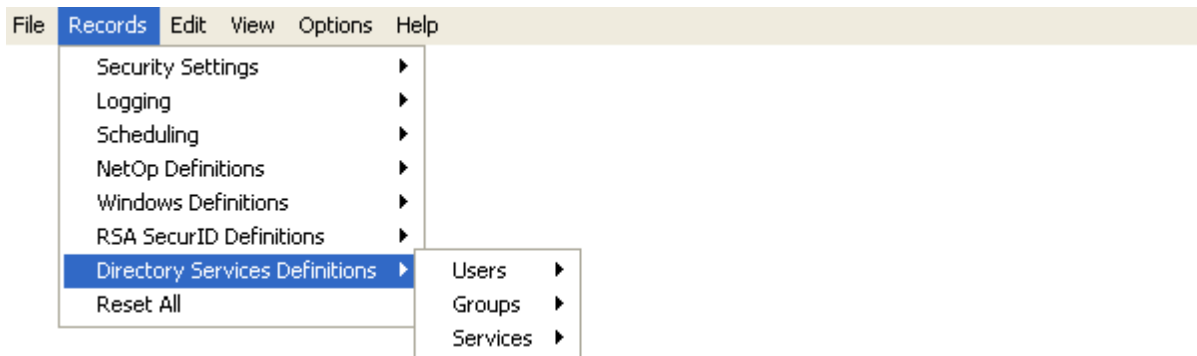 File Records Edit View Options Help
Security Settings
Logging
Scheduling
NetOp Definitions
Windows Definitions
RSA SecurID Definitions
Directory Services Definitions
Reset All
Users
Groups
Services